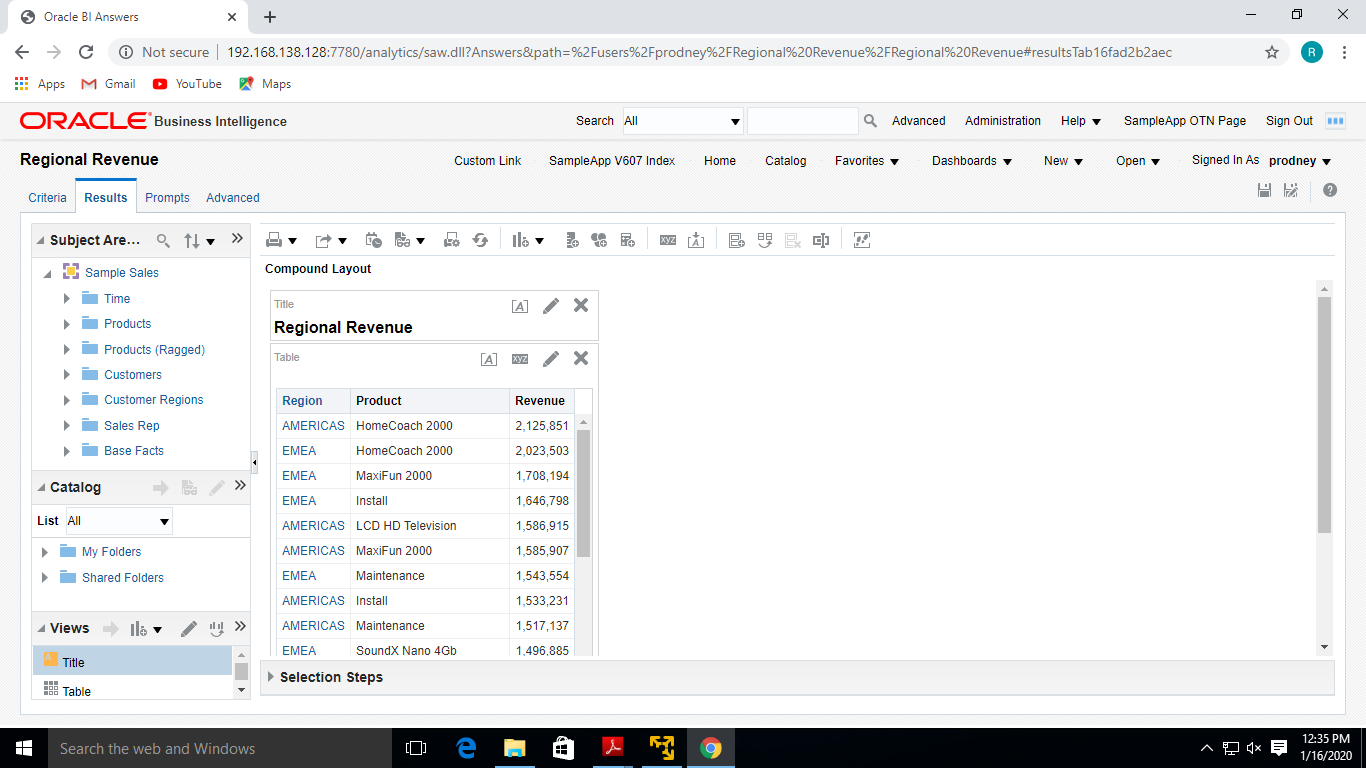 Oracle BI Answers
Not secure 192.168.138.128:7780/analytics/saw.dll?Answers&path=%2Fusers%2Fprodney%2FRegional%20Revenue%2FRegional%20Revenue#resultsTab16fad2b2aec
R
Apps Gmail YouTube Maps
ORACLE Business Intelligence
Search All Advanced Administration Help SampleApp OTN Page Sign Out
Regional Revenue
Custom Link SampleApp V607 Index Home Catalog Favorites Dashboards New Open Signed In As prodney
Criteria Results Prompts Advanced
Subject Are...
Sample Sales
Time
Products
Products (Ragged)
Customers
Customer Regions
Sales Rep
Base Facts
Catalog
List All
My Folders
Shared Folders
Views
Title
Table
xyz
Compound Layout
Title
Regional Revenue
Table
xyz
Region Product Revenue
AMERICAS HomeCoach 2000 2,125,851
EMEA HomeCoach 2000 2,023,503
EMEA MaxiFun 2000 1,708,194
EMEA Install 1,646,798
AMERICAS LCD HD Television 1,586,915
AMERICAS MaxiFun 2000 1,585,907
EMEA Maintenance 1,543,554
AMERICAS Install 1,533,231
AMERICAS Maintenance 1,517,137
EMEA SoundX Nano 4Gb 1,496,885
Selection Steps
Search the web and Windows
12:35 PM
1/16/2020